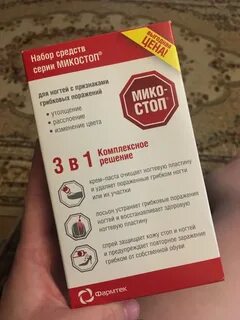 ВЫГОДНАЯ
ЦЕНА!
Набор средств
серии МИКОСТОП®
для ногтей с признаками
грибковых поражений
• утолщение
• расслоение
• изменение цвета
МИКО-
СТОП®
3 в 1 Комплексное
решение
крем-паста очищает ногтевую пластину
и удаляет пораженные грибком ногти
или их участки
лосьон устраняет грибковые поражения
ногтей и восстанавливает здоровую
ногтевую пластину
спрей защищает кожу стоп и ногтей
и предупреждает повторное заражение
грибком от собственной обуви
Фармтек